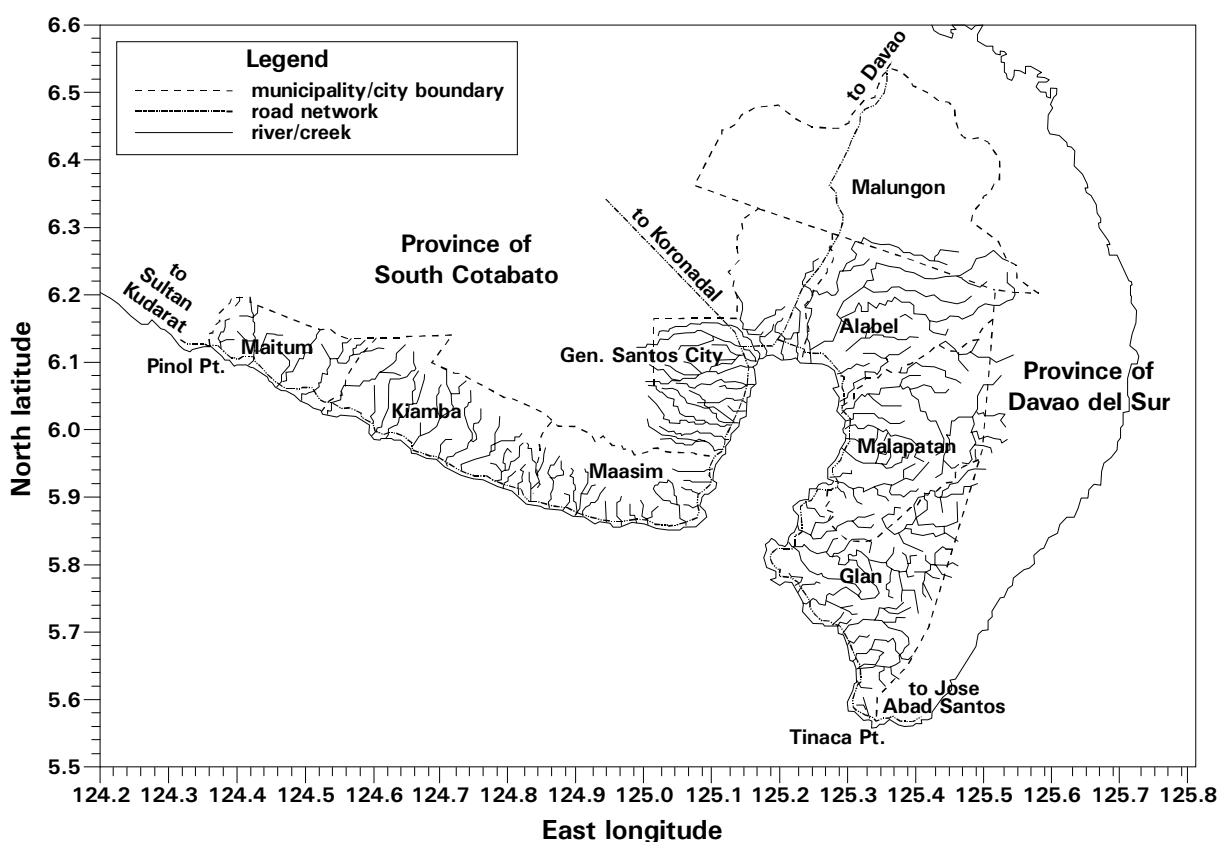 Legend
municipality/city boundary
road network
river/creek
to Davao
Malungon
to Koronadal
Province of
South Cotabato
to
Sultan
Kudarat
Maitum
Pinol Pt.
Gen. Santos City
Alabel
Province of
Davao del Sur
Kiamba
Malapatan
Maasim
Glan
to Jose
Abad Santos
Tinaca Pt.
North latitude
6.6
6.5
6.4
6.3
6.2
6.1
6.0
5.9
5.8
5.7
5.6
5.5
124.2 124.3 124.4 124.5 124.6 124.7 124.8 124.9 125.0 125.1 125.2 125.3 125.4 125.5 125.6 125.7 125.8
East longitude